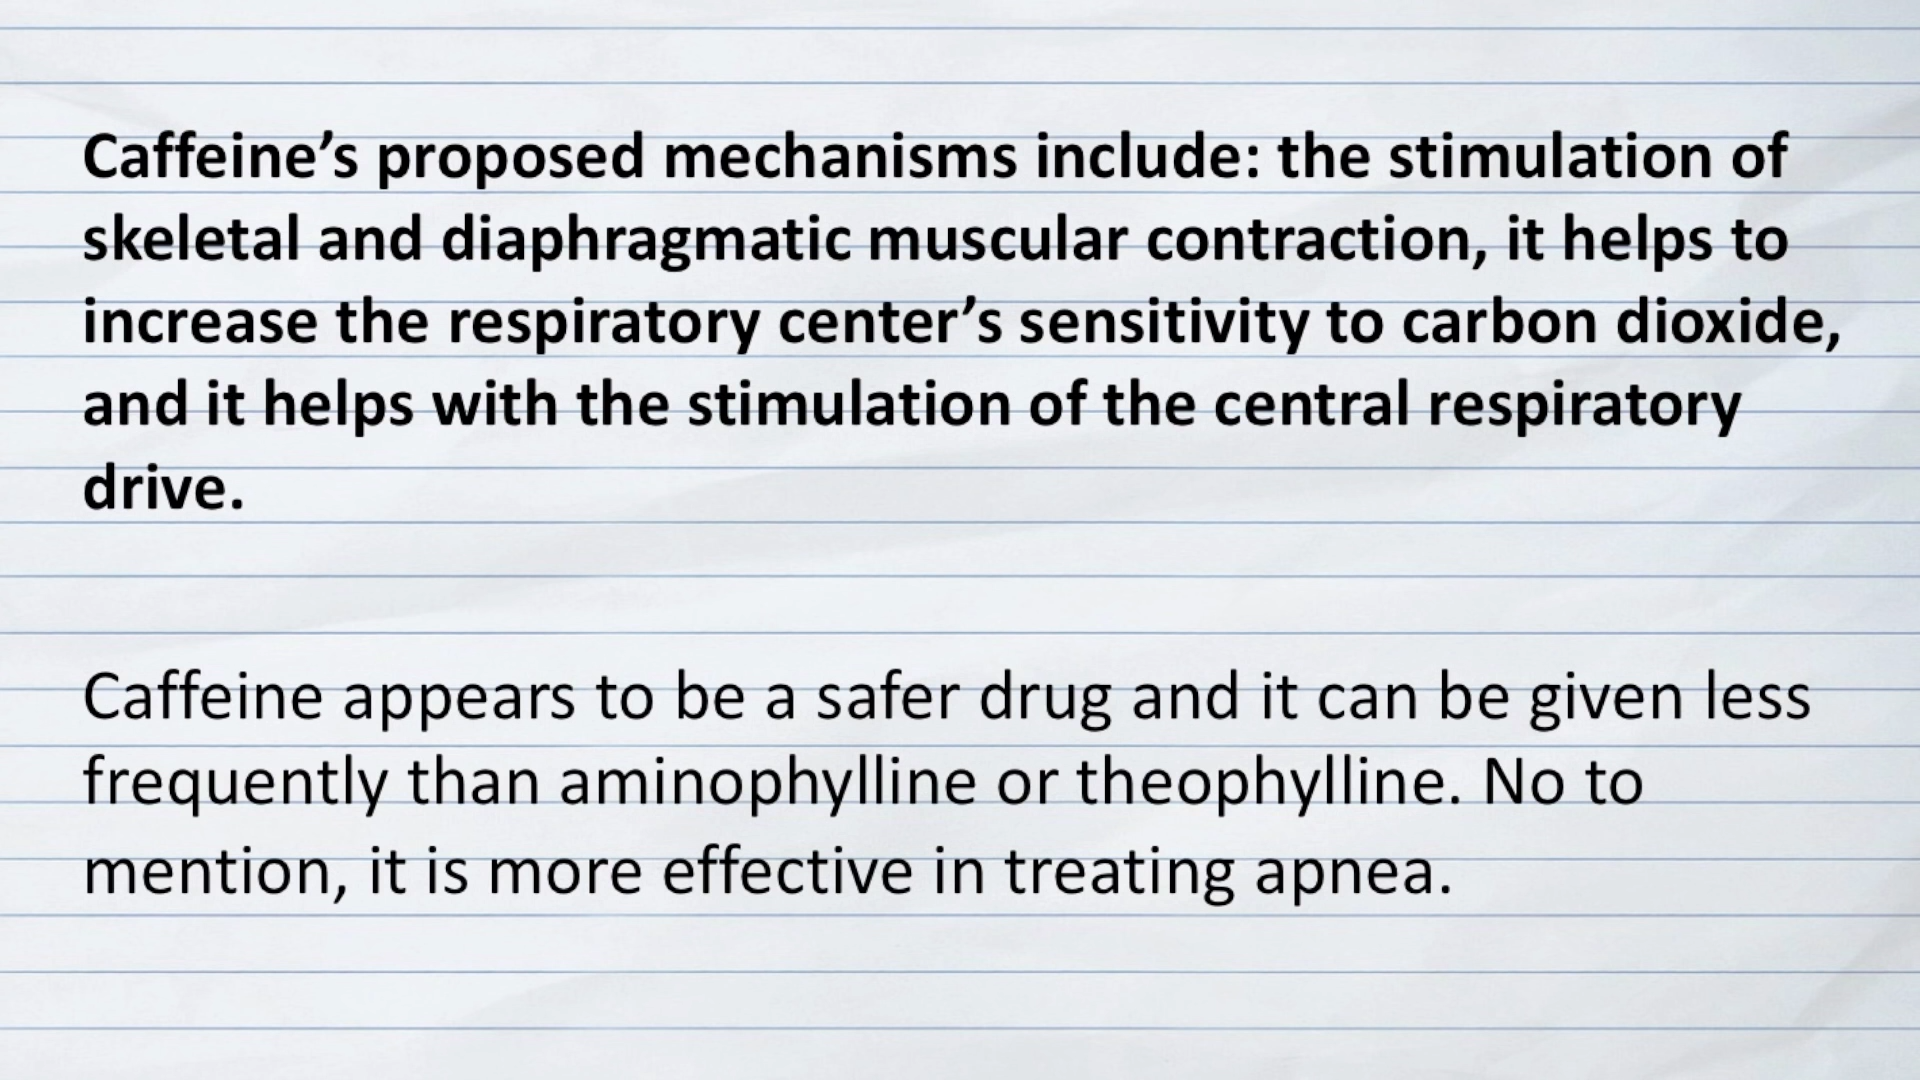 Caffeine’s proposed mechanisms include: the stimulation of
skeletal and diaphragmatic muscular contraction, it helps to
increase the respiratory center’s sensitivity to carbon dioxide,
and it helps with the stimulation of the central respiratory
drive.
Caffeine appears to be a safer drug and it can be given less
frequently than aminophylline or theophylline. No to
mention, it is more effective in treating apnea.